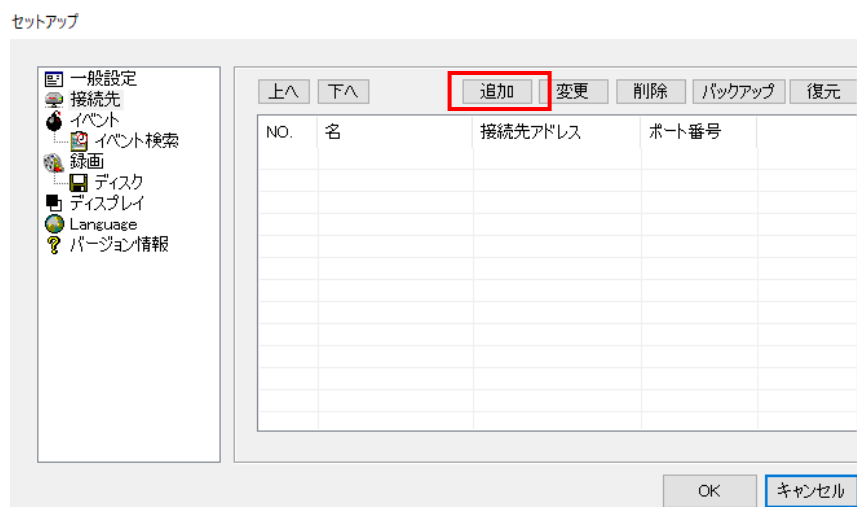 セットアップ
一般設定
接続先
イベント
イベント検索
録画
ディスク
ディスプレイ
Language
バージョン情報
上へ 下へ 追加 変更 削除 バックアップ 復元
NO. 名 接続先アドレス ポート番号
OK キャンセル